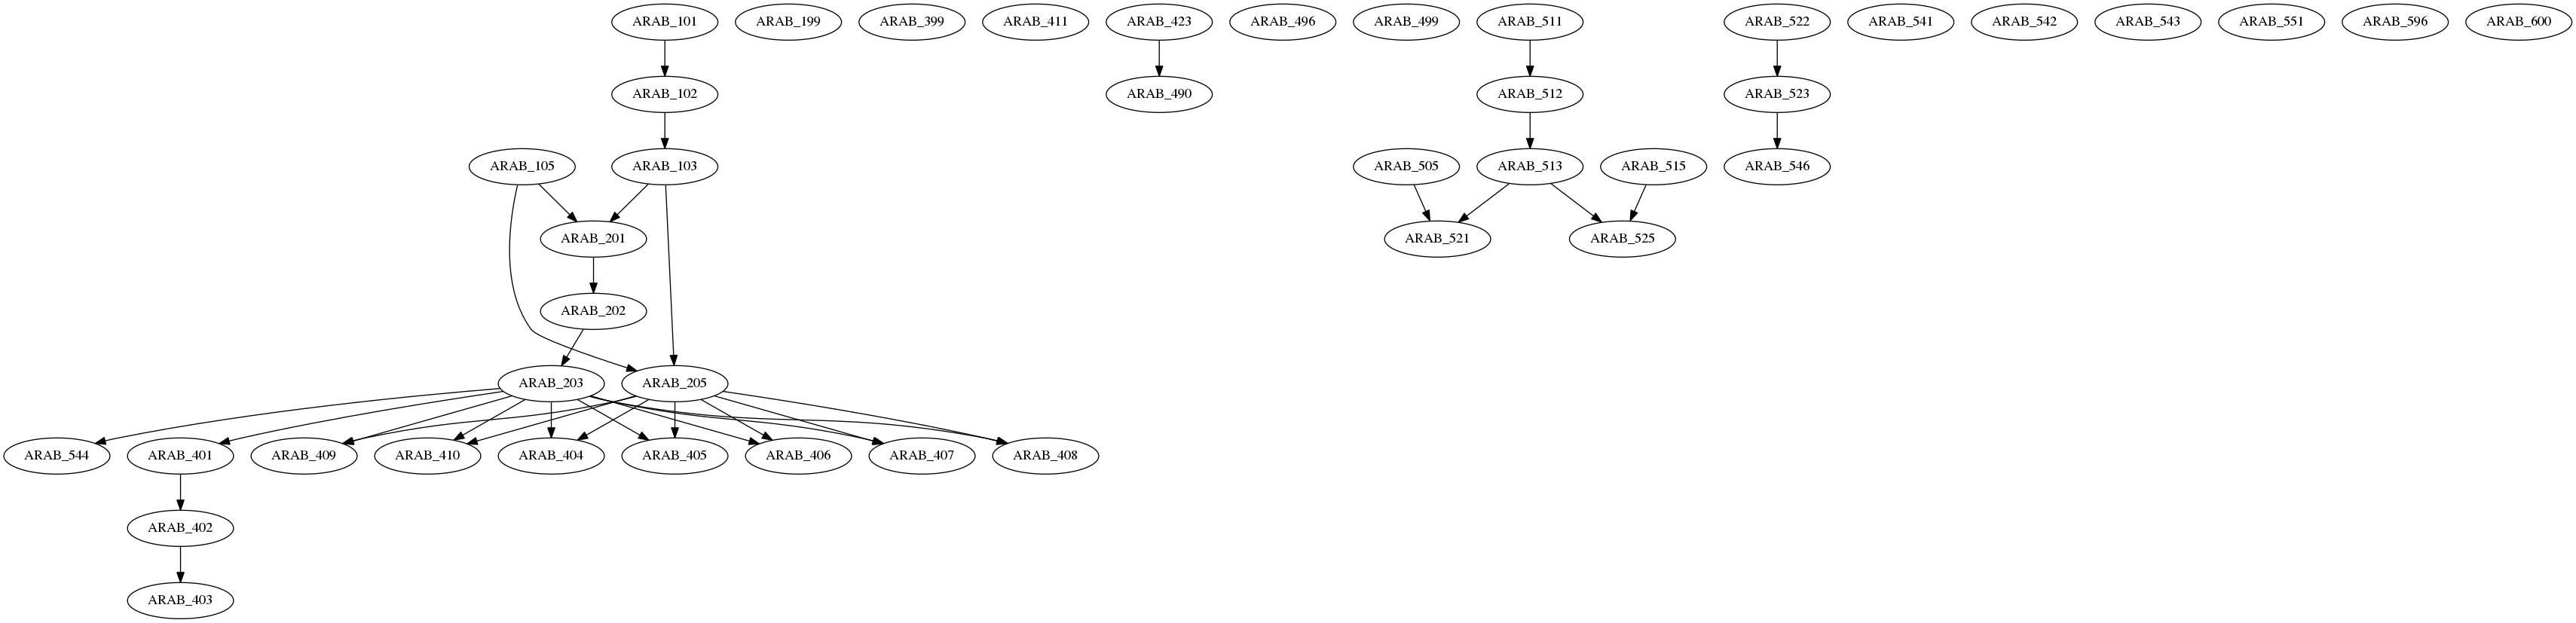 ARAB_101 ARAB_199 ARAB_399 ARAB_411 ARAB_423 ARAB_496 ARAB_499 ARAB_511 ARAB_522 ARAB_541 ARAB_542 ARAB_543 ARAB_551 ARAB_596 ARAB_600
ARAB_102 ARAB_490 ARAB_512 ARAB_523
ARAB_105 ARAB_103 ARAB_505 ARAB_513 ARAB_515 ARAB_546
ARAB_201 ARAB_521 ARAB_525
ARAB_202
ARAB_203 ARAB_205
ARAB_544 ARAB_401 ARAB_409 ARAB_410 ARAB_404 ARAB_405 ARAB_406 ARAB_407 ARAB_408
ARAB_402
ARAB_403